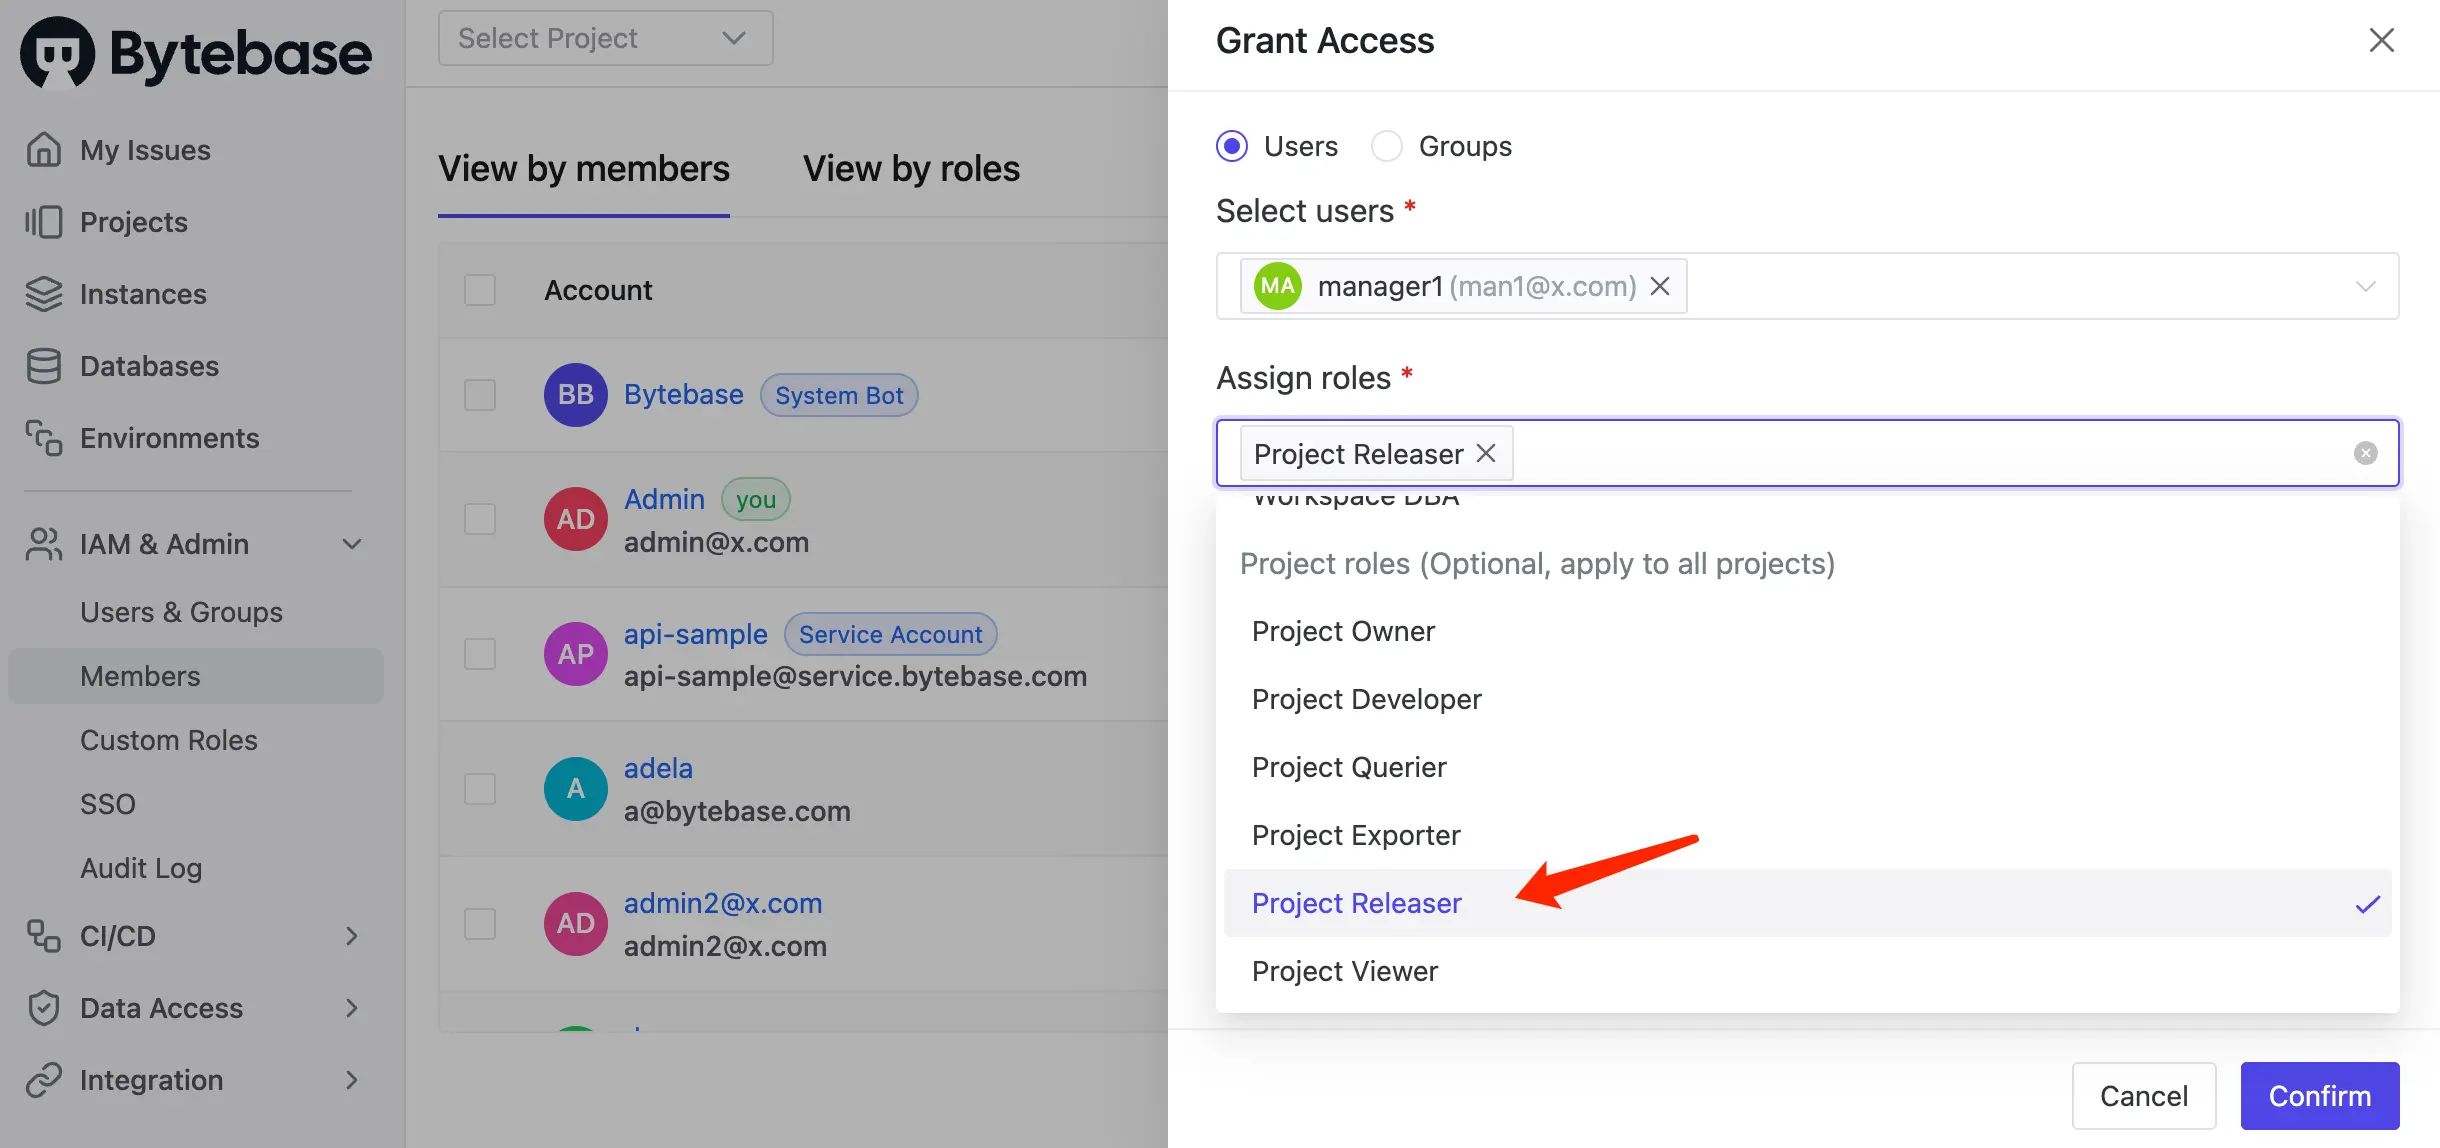 Bytebase
My Issues
Projects
Instances
Databases
Environments
IAM & Admin
Users & Groups
Members
Custom Roles
SSO
Audit Log
CI/CD
Data Access
Integration
Select Project
View by members
View by roles
Account
BB
Bytebase
System Bot
AD
Admin
you
admin@x.com
AP
api-sample
Service Account
api-sample@service.bytebase.com
A
adela
a@bytebase.com
AD
admin2@x.com
admin2@x.com
Grant Access
Users
Groups
Select users *
MA
manager1 (man1@x.com)
Assign roles *
Project Releaser
Workspace DBA
Project roles (Optional, apply to all projects)
Project Owner
Project Developer
Project Querier
Project Exporter
Project Releaser
Project Viewer
Cancel
Confirm